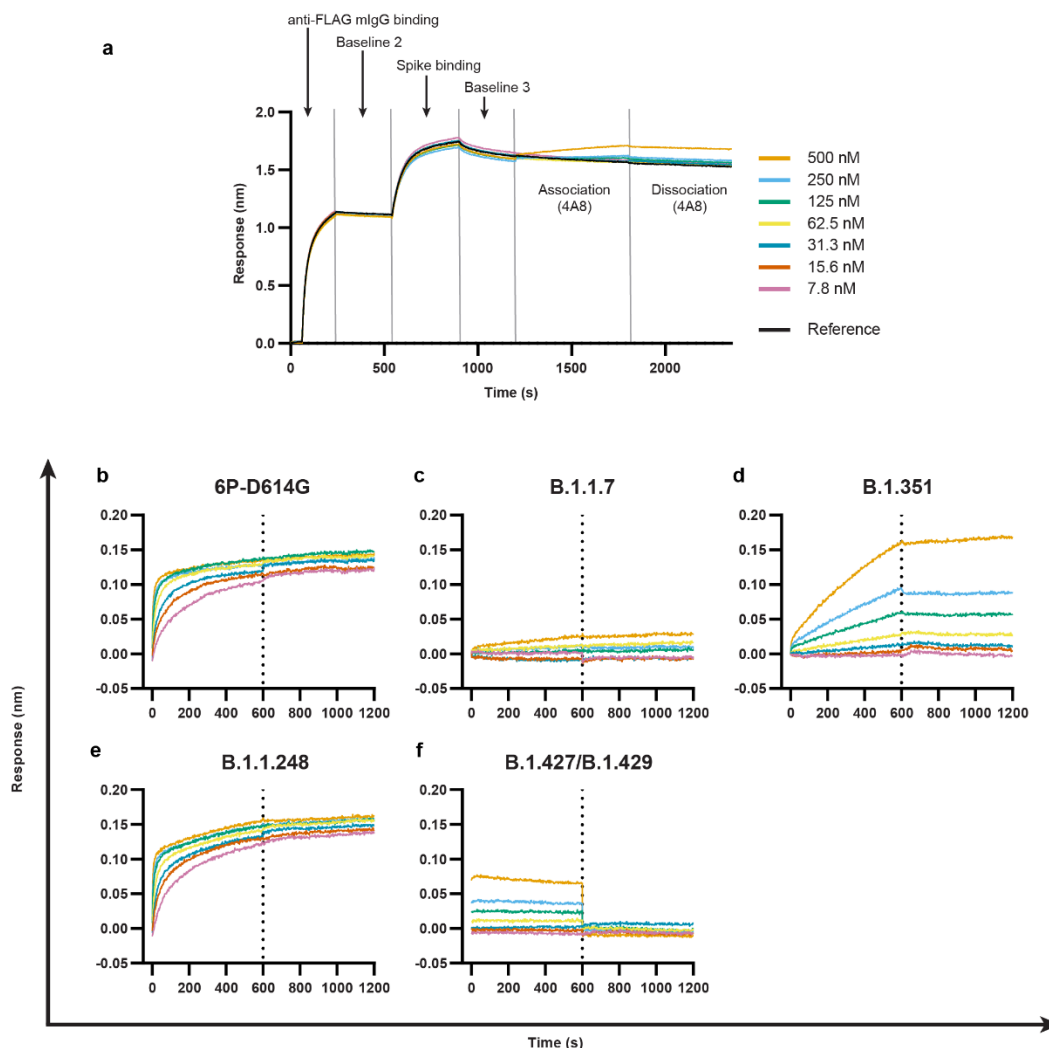 a
anti-FLAG mIgG binding
Baseline 2
Spike binding
Baseline 3
Response (nm)
2.0
1.5
1.0
0.5
0.0
Association
(4A8)
Dissociation
(4A8)
0 500 1000 1500 2000
Time (s)
500 nM
250 nM
125 nM
62.5 nM
31.3 nM
15.6 nM
7.8 nM
Reference
Response (nm)
b
6P-D614G
0.20
0.15
0.10
0.05
0.00
-0.05
0 200 400 600 800 1000 1200
c
B.1.1.7
0.20
0.15
0.10
0.05
0.00
-0.05
0 200 400 600 800 1000 1200
d
B.1.351
0.20
0.15
0.10
0.05
0.00
-0.05
0 200 400 600 800 1000 1200
e
B.1.1.248
0.20
0.15
0.10
0.05
0.00
-0.05
0 200 400 600 800 1000 1200
f
B.1.427/B.1.429
0.20
0.15
0.10
0.05
0.00
-0.05
0 200 400 600 800 1000 1200
Time (s)